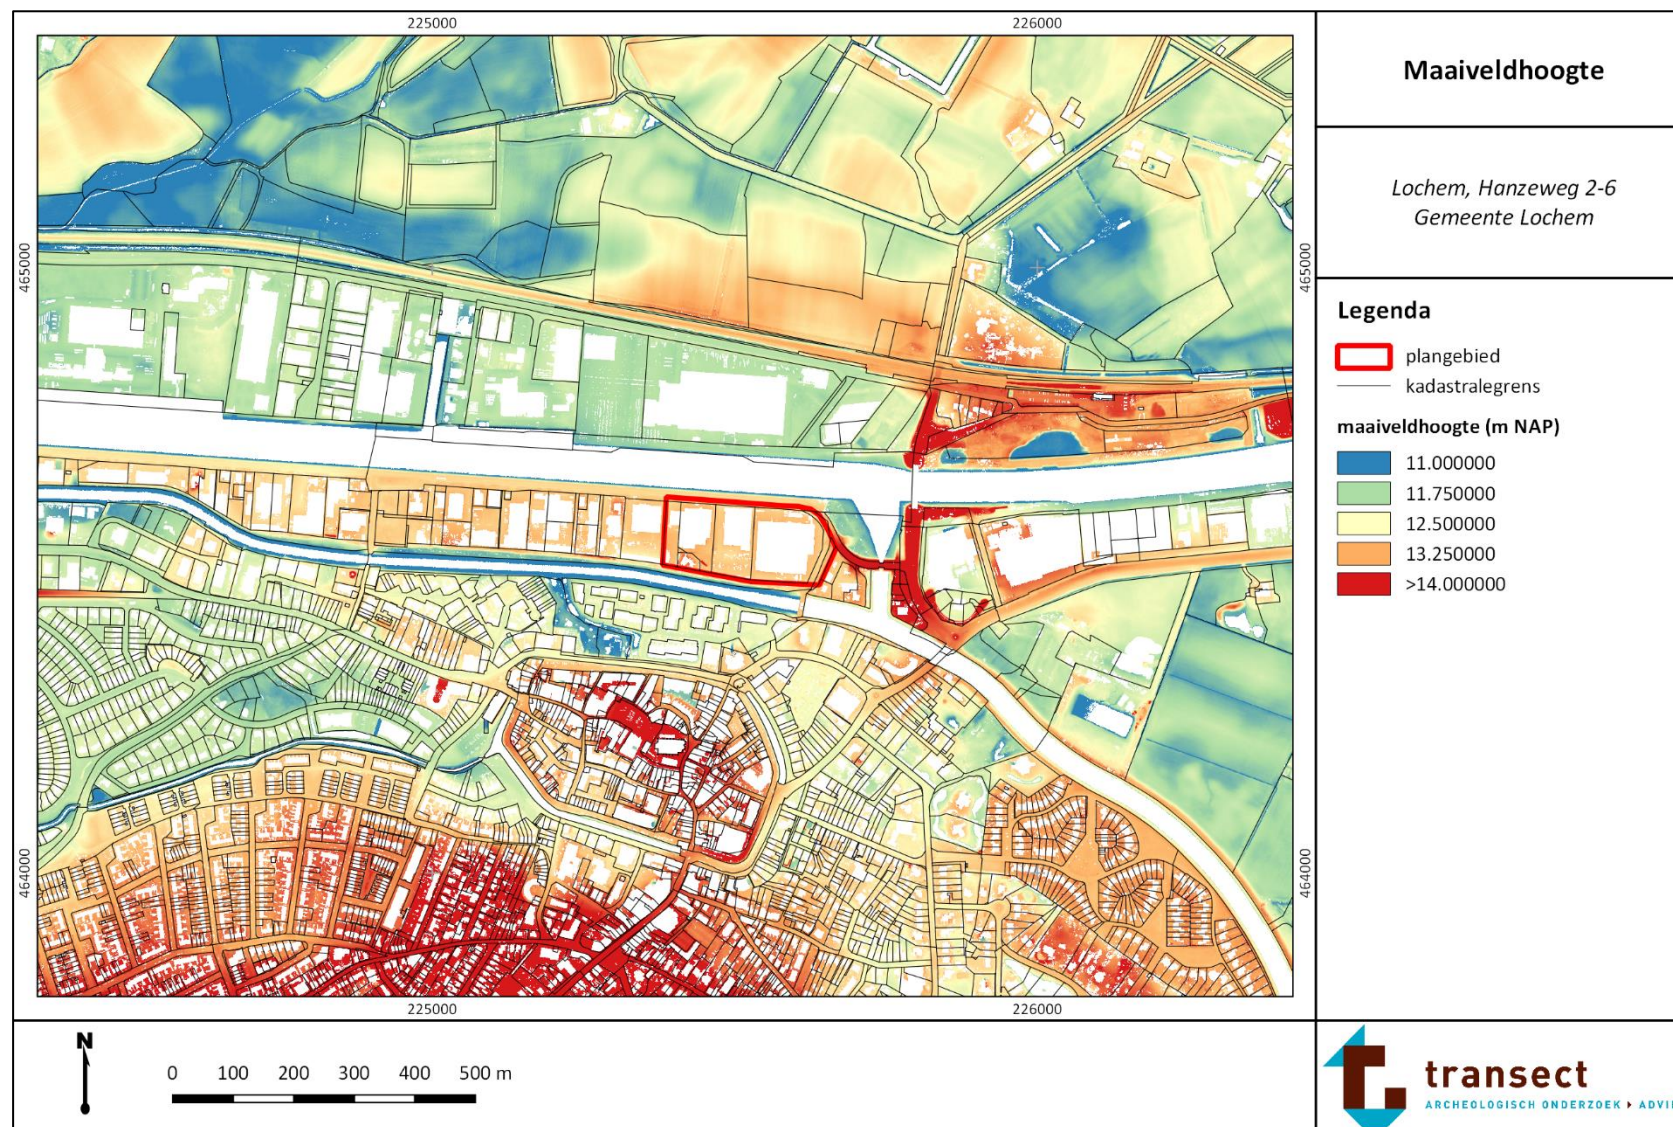 225000
226000
Maaiveldhoogte
Lochem, Hanzeweg 2-6
Gemeente Lochem
465000
465000
Legenda
plangebied
kadastralegrens
maaiveldhoogte (m NAP)
11.000000
11.750000
12.500000
13.250000
>14.000000
464000
464000
225000
226000
N
0 100 200 300 400 500 m
transect
ARCHEOLOGISCH ONDERZOEK ADVI